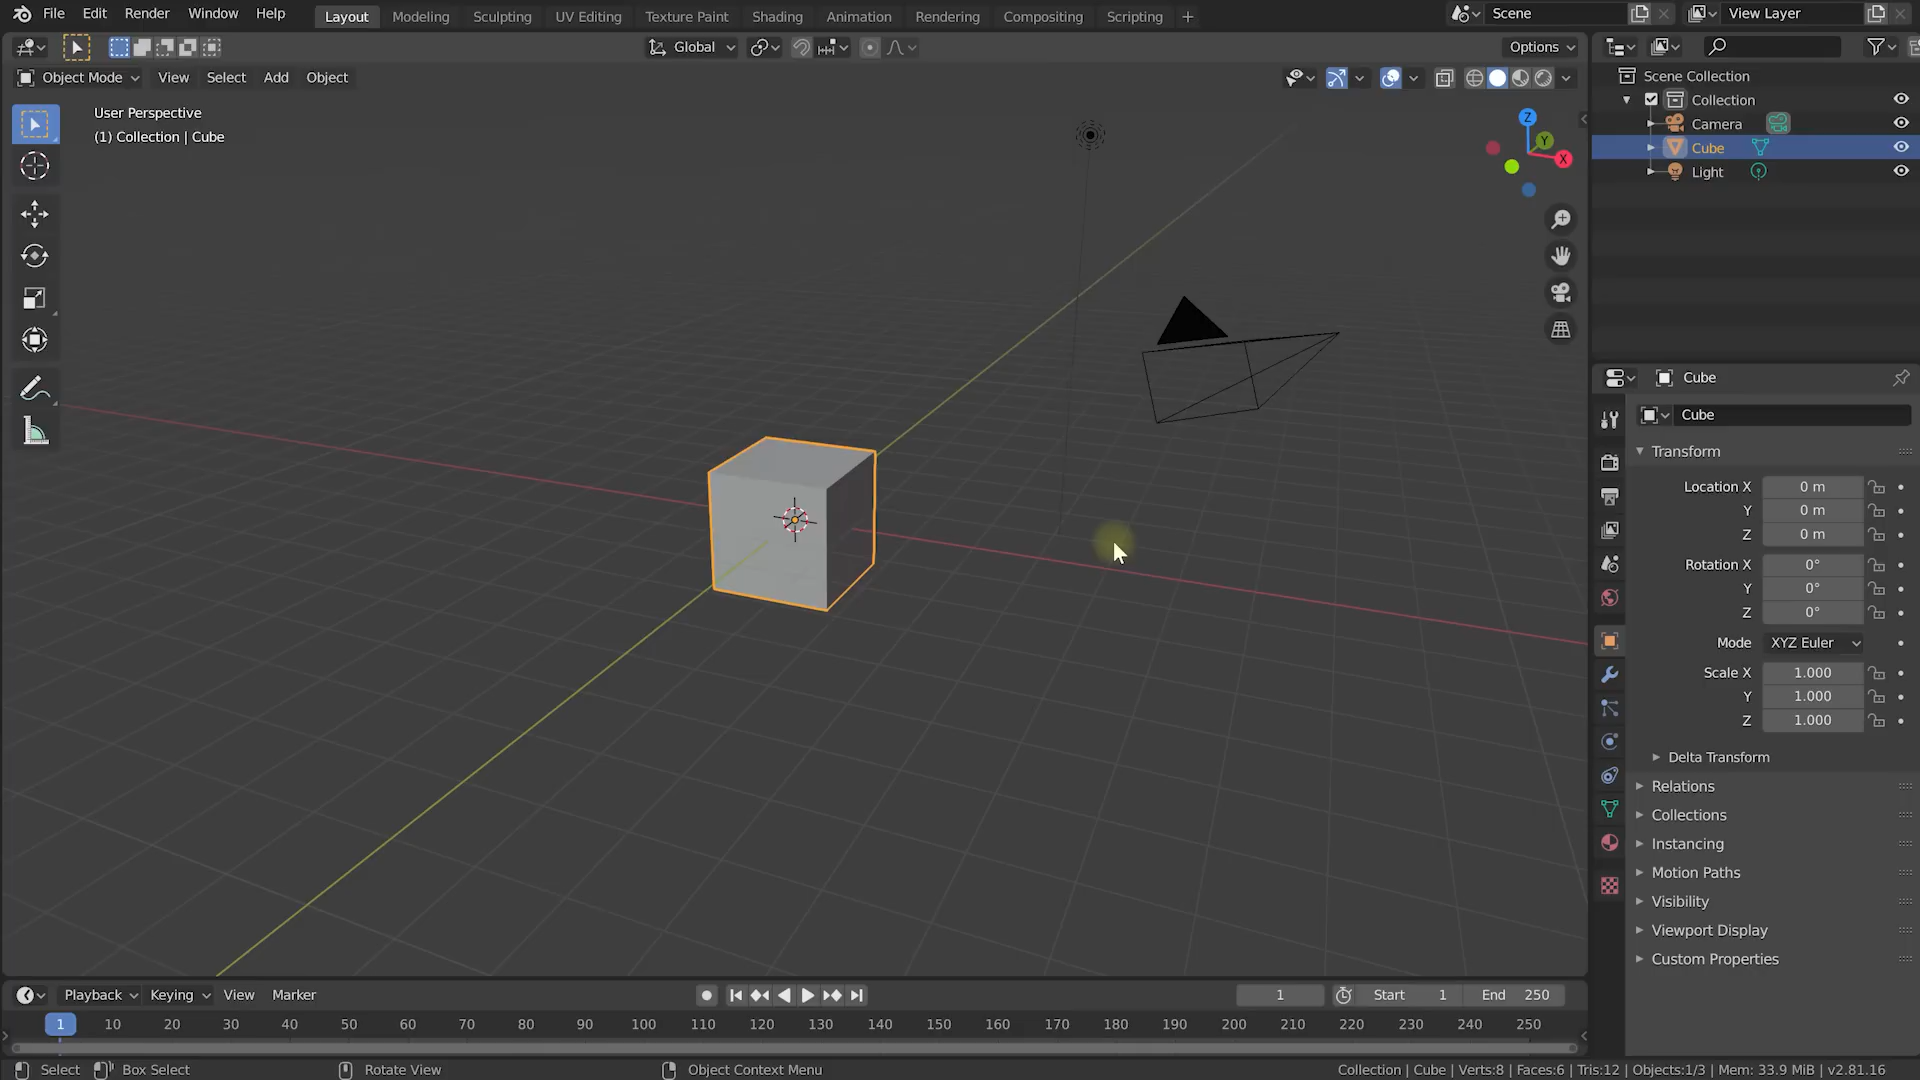 File Edit Render Window Help Layout Modeling Sculpting UV Editing Texture Paint Shading Animation Rendering Compositing Scripting + Scene View Layer
Global Options
Object Mode View Select Add Object
User Perspective
(1) Collection | Cube
Z
Y
X
Scene Collection
Collection
Camera
Cube
Light
Cube
Cube
Transform
Location X 0 m
Y 0 m
Z 0 m
Rotation X 0°
Y 0°
Z 0°
Mode XYZ Euler
Scale X 1.000
Y 1.000
Z 1.000
Delta Transform
Relations
Collections
Instancing
Motion Paths
Visibility
Viewport Display
Custom Properties
Playback Keying View Marker 1 Start 1 End 250
1 10 20 30 40 50 60 70 80 90 100 110 120 130 140 150 160 170 180 190 200 210 220 230 240 250
Select Box Select Rotate View Object Context Menu Collection | Cube | Verts:8 | Faces:6 | Tris:12 | Objects:1/3 | Mem: 33.9 MiB | v2.81.16